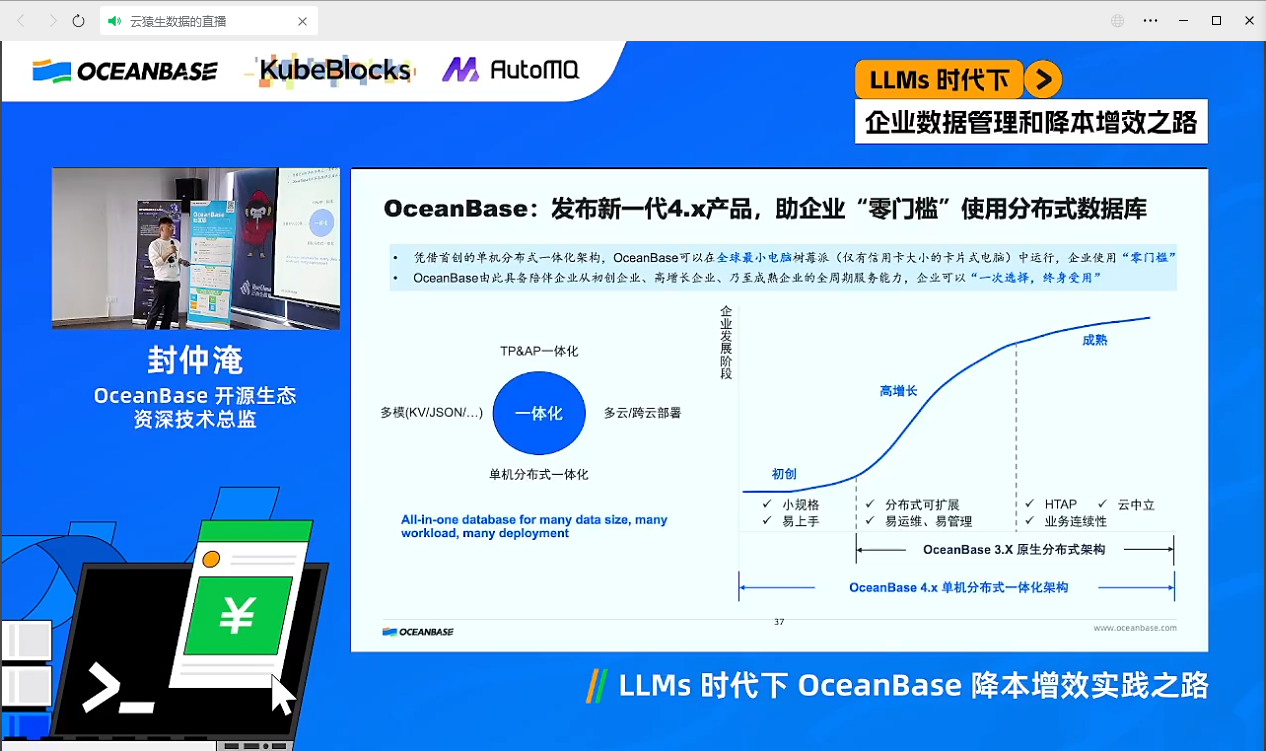 云猿生数据的直播
OCEANBASE
KubeBlocks
AutoMQ
LLMs 时代下
企业数据管理和降本增效之路
封仲淹
OceanBase 开源生态
资深技术总监
OceanBase：发布新一代4.x产品，助企业“零门槛”使用分布式数据库
• 凭借首创的单机分布式一体化架构，OceanBase可以在全球最小电脑树莓派（仅有信用卡大小的卡片式电脑）中运行，企业使用“零门槛”
• OceanBase由此具备陪伴企业从初创企业、高增长企业、乃至成熟企业的全周期服务能力，企业可以“一次选择，终身受用”
TP&AP一体化
多模(KV/JSON/…)
一体化
多云/跨云部署
单机分布式一体化
All-in-one database for many data size, many
workload, many deployment
企业发展阶段
初创
高增长
成熟
✓ 小规格
✓ 易上手
✓ 分布式可扩展
✓ 易运维、易管理
✓ HTAP ✓ 云中立
✓ 业务连续性
OceanBase 3.X 原生分布式架构
OceanBase 4.x 单机分布式一体化架构
OCEANBASE
37
www.oceanbase.com
¥
>_
LLMs 时代下 OceanBase 降本增效实践之路